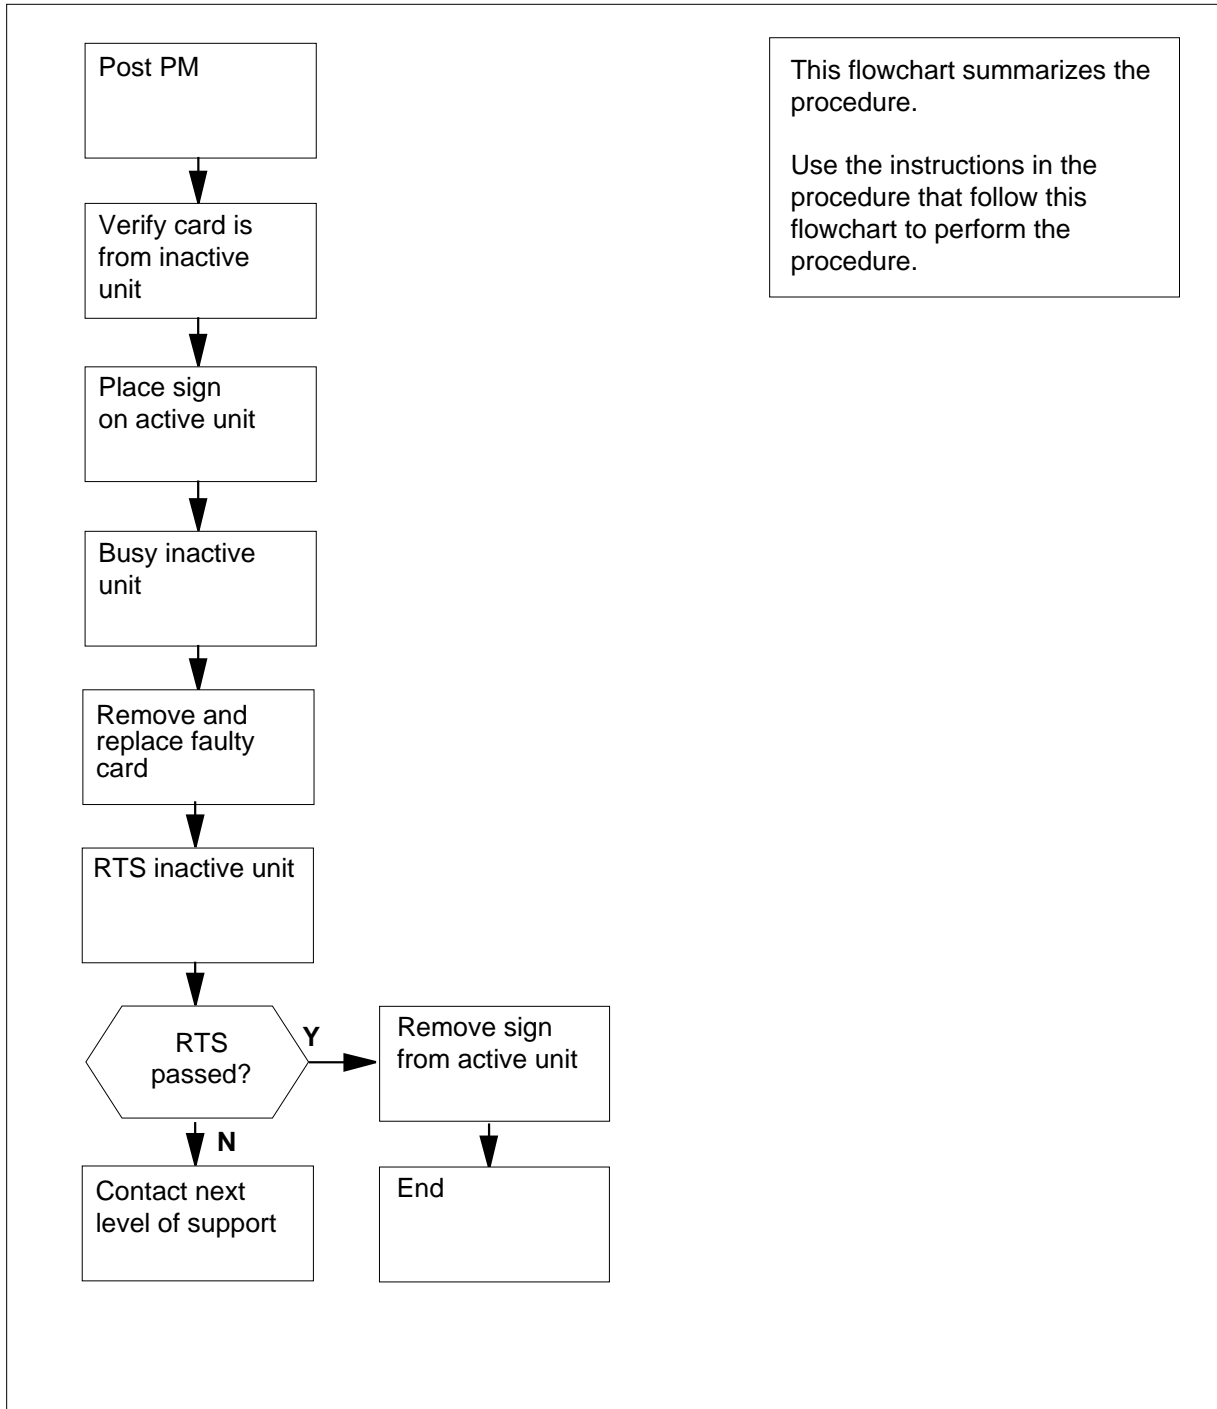 Post PM
Verify card is
from inactive
unit
Place sign
on active unit
Busy inactive
unit
Remove and
replace faulty
card
RTS inactive unit
RTS
passed?
Y
N
Contact next
level of support
Remove sign
from active unit
End
This flowchart summarizes the
procedure.
Use the instructions in the
procedure that follow this
flowchart to perform the
procedure.